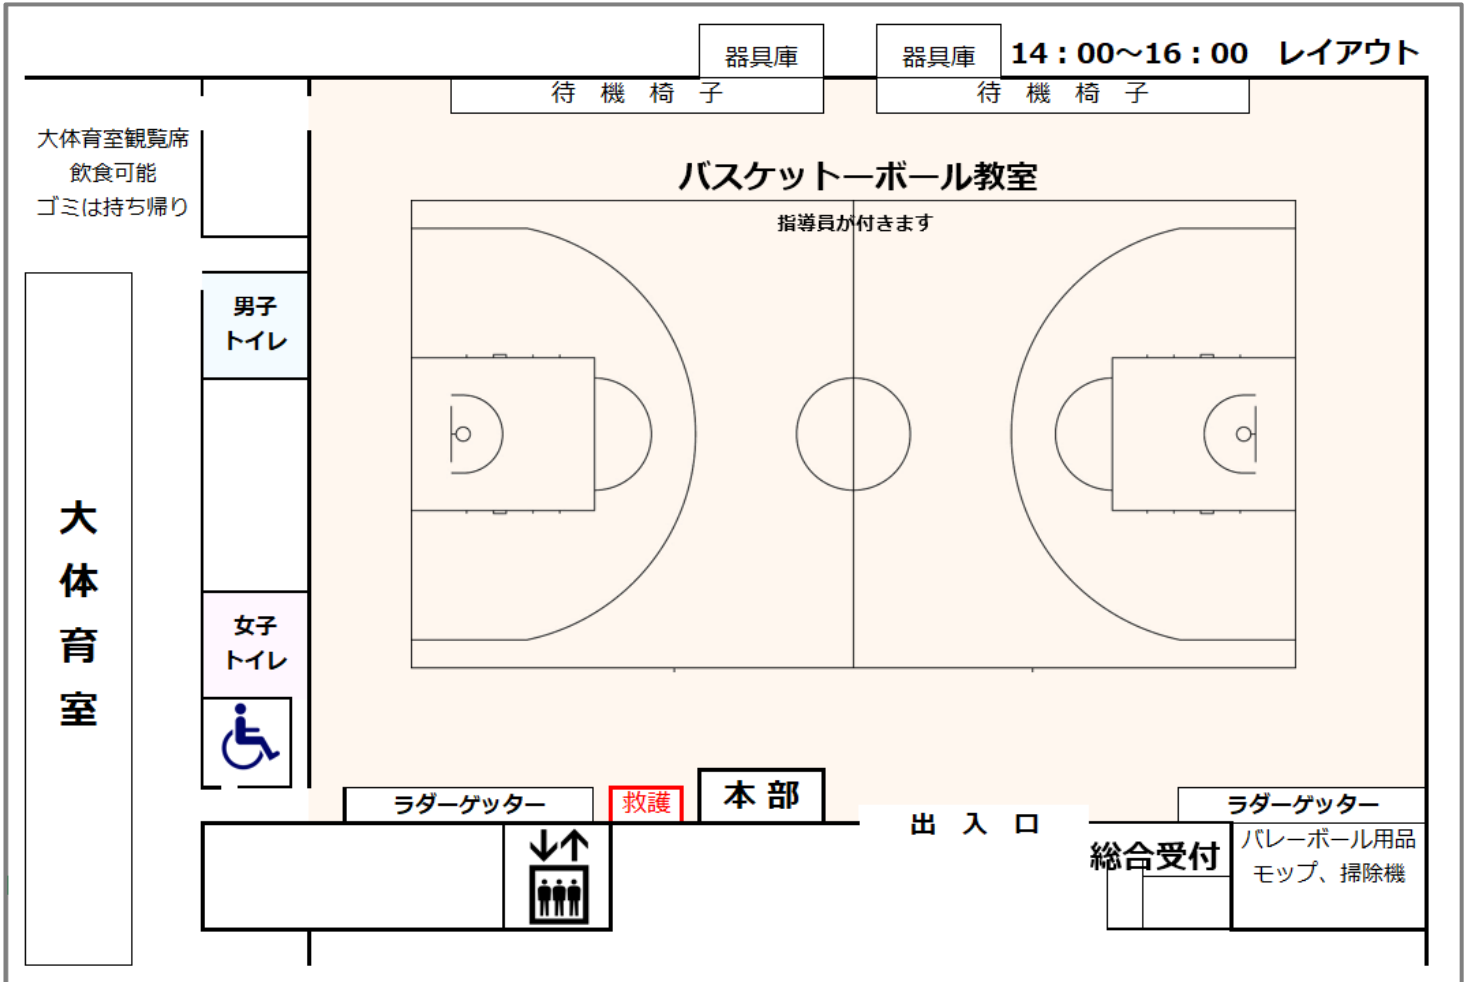 器具庫
器具庫
14：00～16：00　レイアウト
待　機　椅　子
待　機　椅　子
大体育室観覧席
飲食可能
ゴミは持ち帰り
バスケットーボール教室
指導員が付きます
男子
トイレ
大
体
育
室
女子
トイレ
ラダーゲッター
救護
本 部
出　入　口
ラダーゲッター
総合受付
バレーボール用品
モップ、掃除機